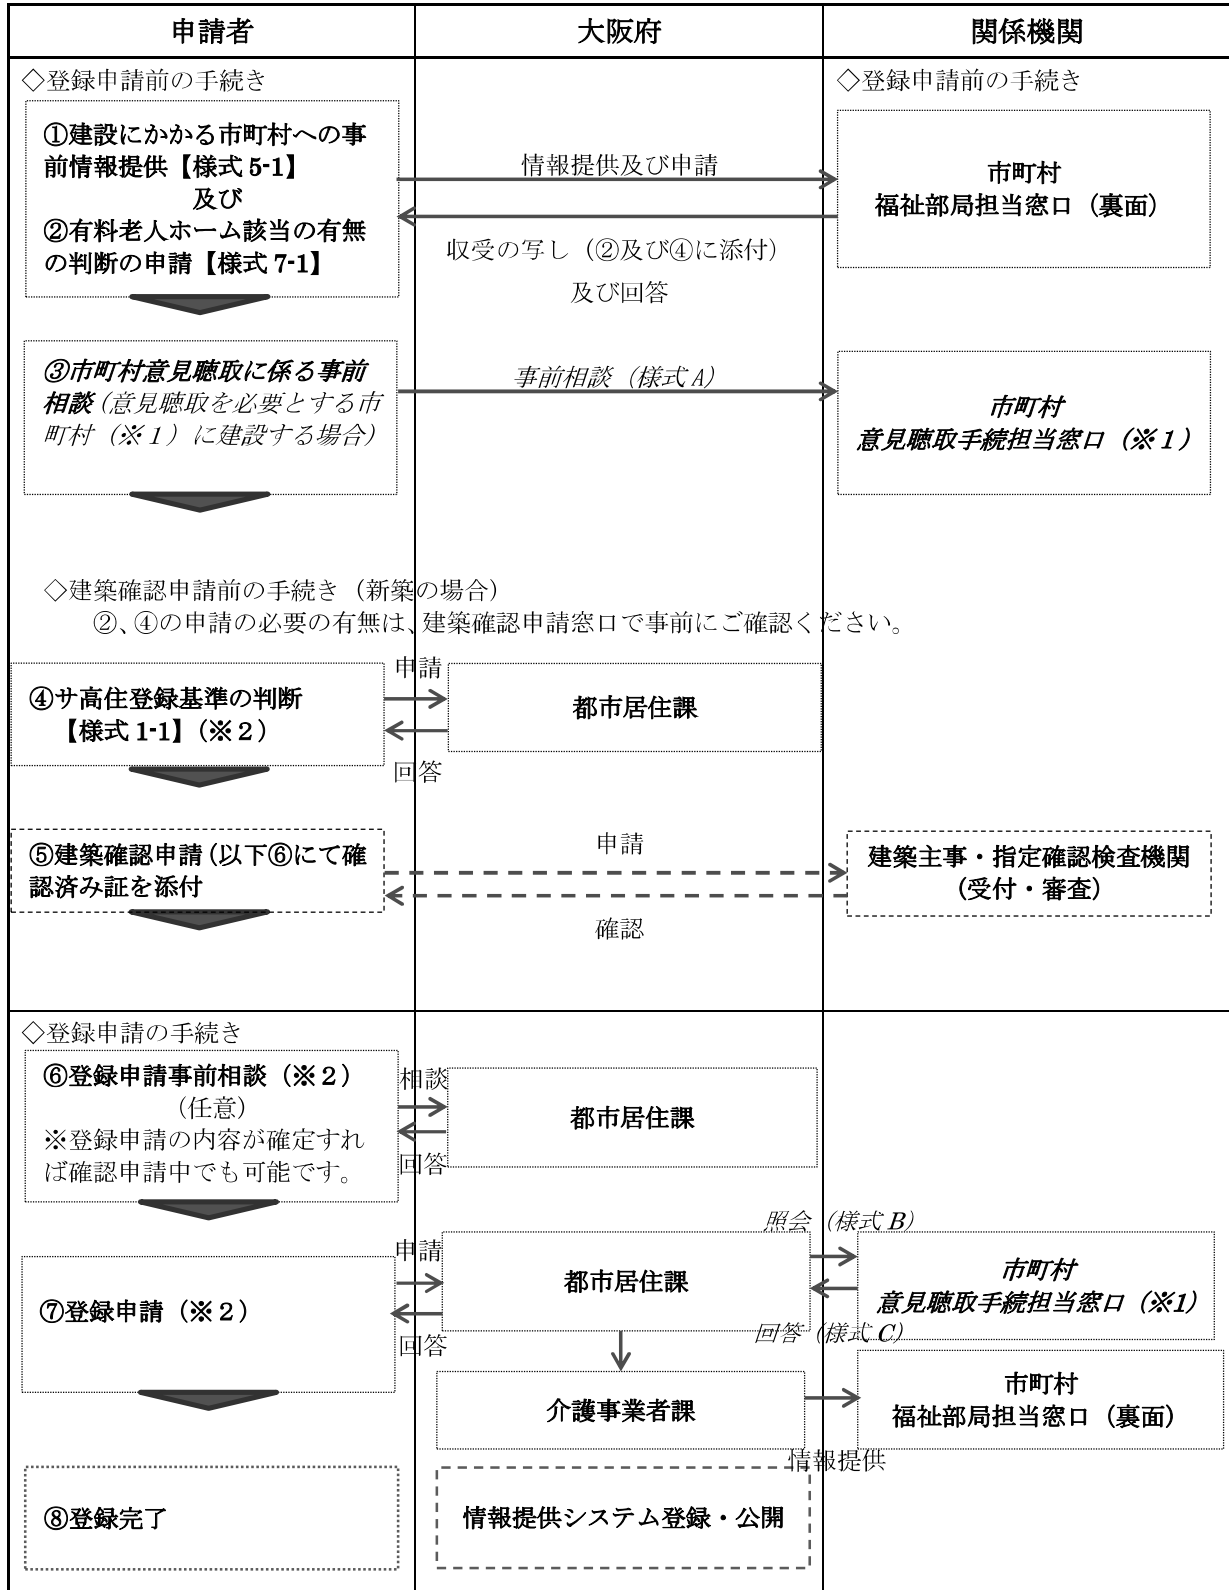 申請者
大阪府
関係機関
◇登録申請前の手続き
◇登録申請前の手続き
①建設にかかる市町村への事
前情報提供【様式 5-1】
及び
②有料老人ホーム該当の有無
の判断の申請【様式 7-1】
情報提供及び申請
収受の写し（②及び④に添付）
及び回答
市町村
福祉部局担当窓口（裏面）
③市町村意見聴取に係る事前
相談（意見聴取を必要とする市
町村（※１）に建設する場合）
事前相談（様式 A）
市町村
意見聴取手続担当窓口（※１）
◇建築確認申請前の手続き（新築の場合）
②、④の申請の必要の有無は、建築確認申請窓口で事前にご確認ください。
④サ高住登録基準の判断
【様式 1-1】（※２）
申請
回答
都市居住課
⑤建築確認申請（以下⑥にて確
認済み証を添付
申請
確認
建築主事・指定確認検査機関
（受付・審査）
◇登録申請の手続き
⑥登録申請事前相談（※２）
（任意）
※登録申請の内容が確定すれ
ば確認申請中でも可能です。
相談
回答
都市居住課
⑦登録申請（※２）
申請
回答
都市居住課
照会（様式 B）
回答（様式 C）
市町村
意見聴取手続担当窓口（※1）
介護事業者課
情報提供
市町村
福祉部局担当窓口（裏面）
⑧登録完了
情報提供システム登録・公開